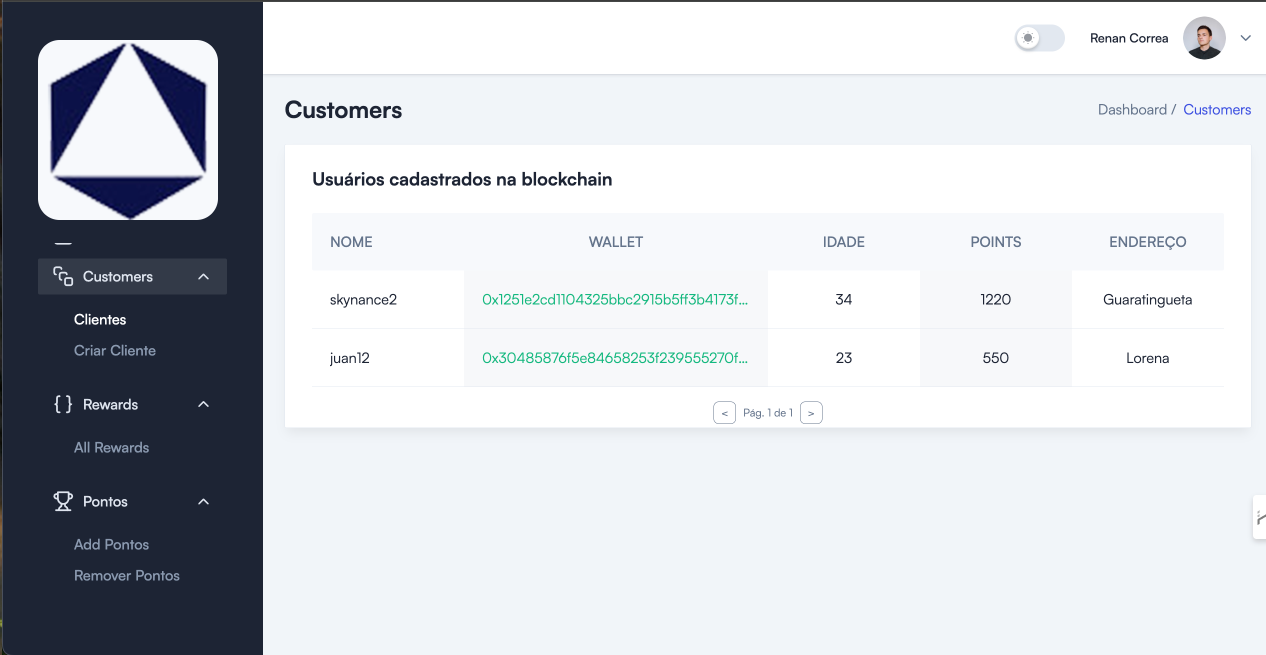 Renan Correa
Customers
Dashboard / Customers
Customers
Clientes
Criar Cliente
Rewards
All Rewards
Pontos
Add Pontos
Remover Pontos
Usuários cadastrados na blockchain
NOME WALLET IDADE POINTS ENDEREÇO
skynance2 0x1251e2cd1104325bbc2915b5ff3b4173f... 34 1220 Guaratingueta
juan12 0x30485876f5e84658253f239555270f... 23 550 Lorena
< Pág. 1 de 1 >